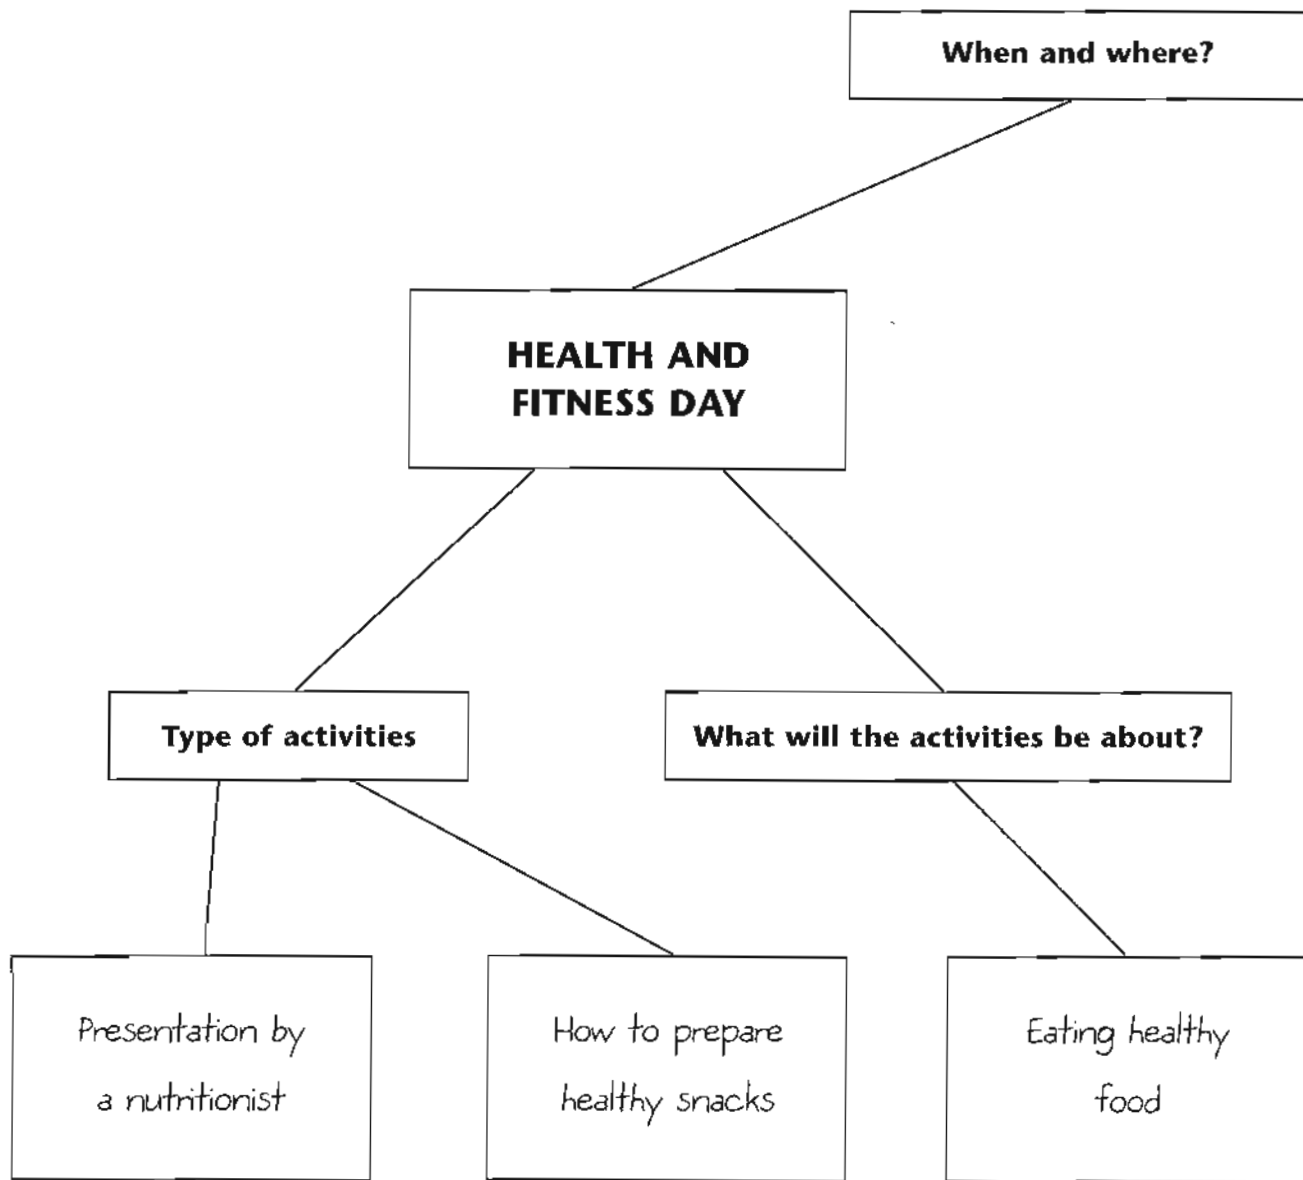 When and where?
HEALTH AND
FITNESS DAY
Type of activities
What will the activities be about?
Presentation by
a nutritionist
How to prepare
healthy snacks
Eating healthy
food